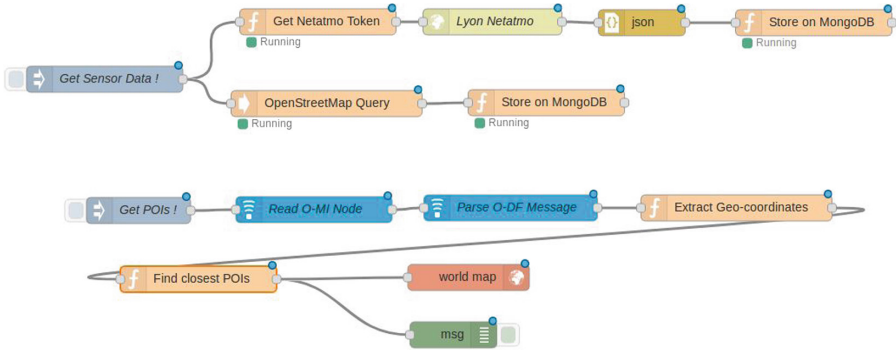 Get Netatmo Token
Lyon Netatmo
json
Store on MongoDB
Running
Running
Get Sensor Data !
OpenStreetMap Query
Store on MongoDB
Running
Running
Get POIs !
Read O-MI Node
Parse O-DF Message
Extract Geo-coordinates
Find closest POIs
world map
msg